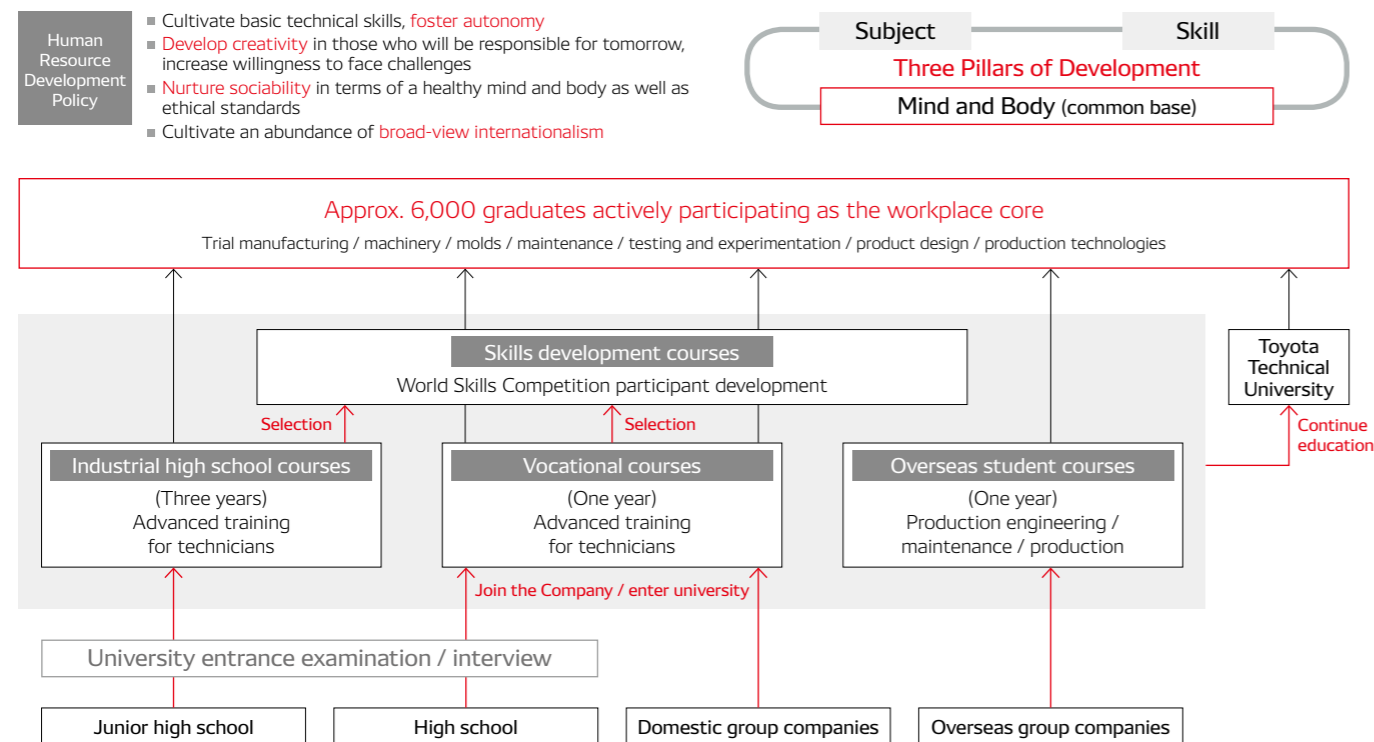 Human
Resource
Development
Policy
■ Cultivate basic technical skills, foster autonomy
■ Develop creativity in those who will be responsible for tomorrow,
increase willingness to face challenges
■ Nurture sociability in terms of a healthy mind and body as well as
ethical standards
■ Cultivate an abundance of broad-view internationalism
Subject
Skill
Three Pillars of Development
Mind and Body (common base)
Approx. 6,000 graduates actively participating as the workplace core
Trial manufacturing / machinery / molds / maintenance / testing and experimentation / product design / production technologies
Skills development courses
World Skills Competition participant development
Toyota
Technical
University
Selection
Selection
Continue
education
Industrial high school courses
(Three years)
Advanced training
for technicians
Vocational courses
(One year)
Advanced training
for technicians
Overseas student courses
(One year)
Production engineering /
maintenance / production
Join the Company / enter university
University entrance examination / interview
Junior high school
High school
Domestic group companies
Overseas group companies